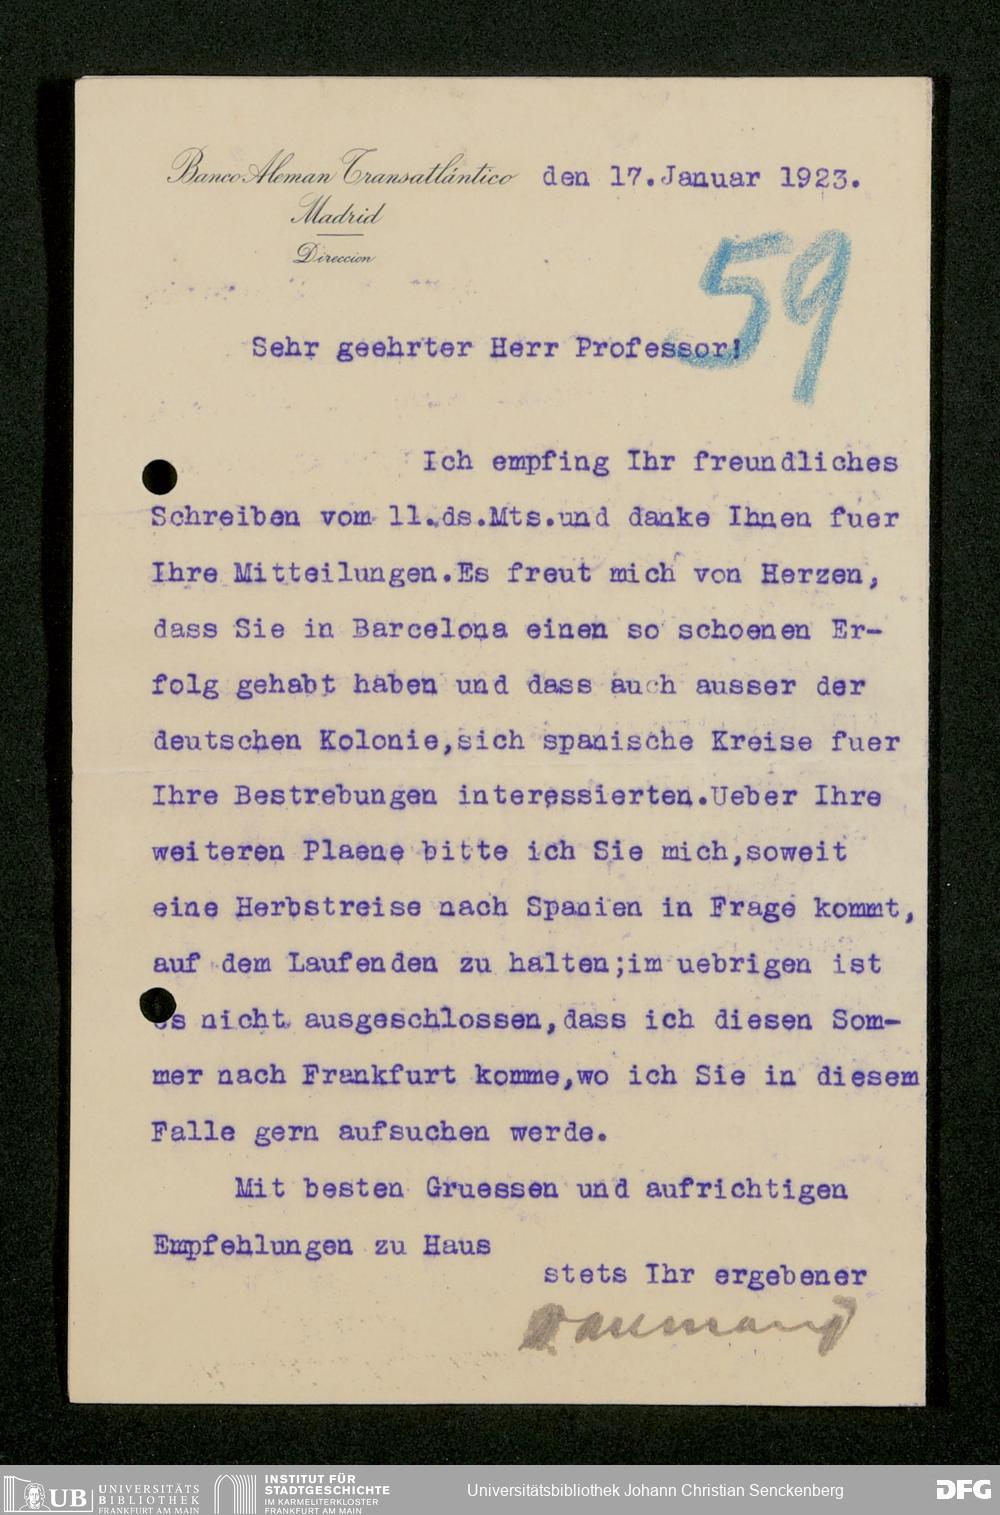 Banco Aleman Transatlántico den 17.Januar 1923.
Madrid
Direccion
59
Sehr geehrter Herr Professor!
Ich empfing Ihr freundliches
Schreiben vom 11.ds.Mts.und danke Ihnen fuer
Ihre Mitteilungen.Es freut mich von Herzen,
dass Sie in Barcelona einen so schoenen Er-
folg gehabt haben und dass auch ausser der
deutschen Kolonie,sich spanische Kreise fuer
Ihre Bestrebungen interessierten.Ueber Ihre
weiteren Plaene bitte ich Sie mich,soweit
eine Herbstreise nach Spanien in Frage kommt,
auf dem Laufenden zu halten;im uebrigen ist
es nicht ausgeschlossen,dass ich diesen Som-
mer nach Frankfurt komme,wo ich Sie in diesem
Falle gern aufsuchen werde.
Mit besten Gruessen und aufrichtigen
Empfehlungen zu Haus
stets Ihr ergebener
UB UNIVERSITÄTS
BIBLIOTHEK
FRANKFURT AM MAIN
INSTITUT FÜR
STADTGESCHICHTE
IM KARMELITERKLOSTER
FRANKFURT AM MAIN
Universitätsbibliothek Johann Christian Senckenberg
DFG